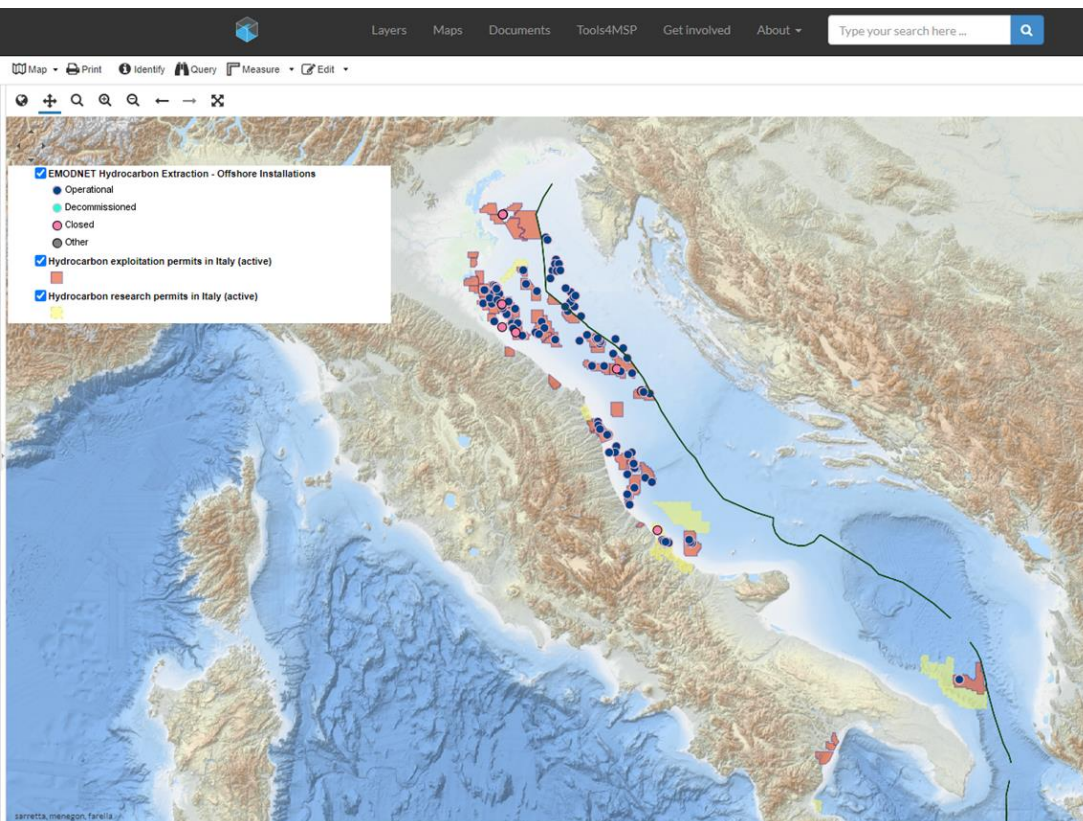 Layers Maps Documents Tools4MSP Get involved About Type your search here ...
Map Print Identify Query Measure Edit
EMODNET Hydrocarbon Extraction - Offshore Installations
Operational
Decommissioned
Closed
Other
Hydrocarbon exploitation permits in Italy (active)
Hydrocarbon research permits in Italy (active)
sarretta, menegon, farella